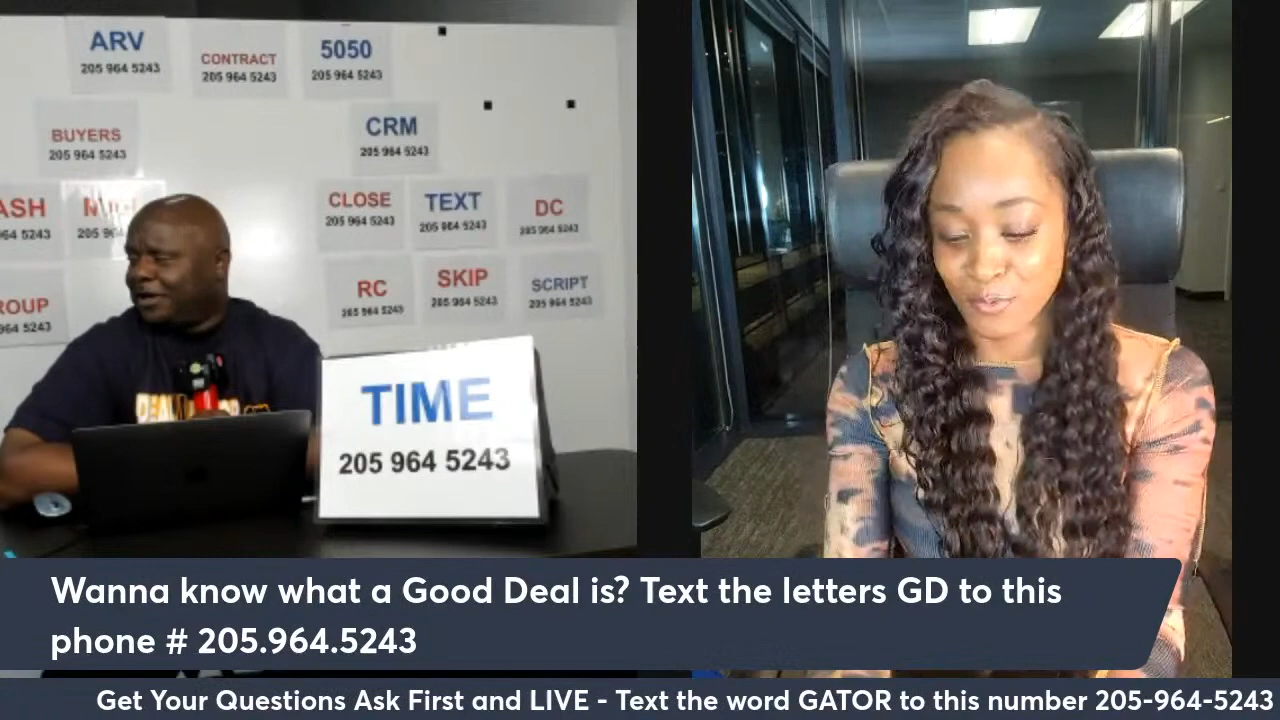 ARV
205 964 5243
CONTRACT
205 964 5243
5050
205 964 5243
BUYERS
205 964 5243
CRM
205 964 5243
ASH
964 5243
CLOSE
205 964 5243
TEXT
205 964 5243
DC
205 964 5243
ROUP
964 5243
RC
205 964 5243
SKIP
205 964 5243
SCRIPT
205 964 5243
TIME
205 964 5243
Wanna know what a Good Deal is? Text the letters GD to this
phone # 205.964.5243
Get Your Questions Ask First and LIVE - Text the word GATOR to this number 205-964-5243